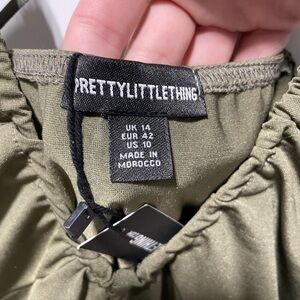 PRETTYLITTLETHING
UK 14
EUR 42
US 10
MADE IN
MOROCCO